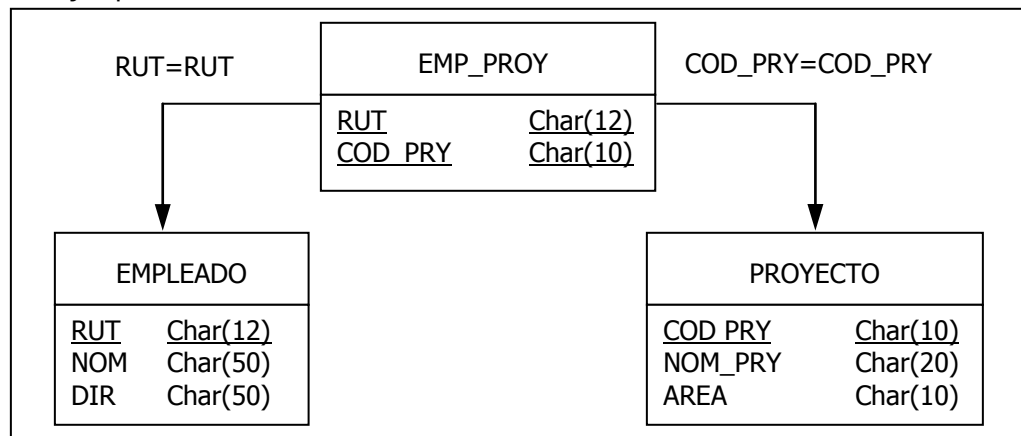 RUT=RUT
EMP_PROY
COD_PRY=COD_PRY
RUT Char(12)
COD_PRY Char(10)
EMPLEADO
RUT Char(12)
NOM Char(50)
DIR Char(50)
PROYECTO
COD PRY Char(10)
NOM_PRY Char(20)
AREA Char(10)